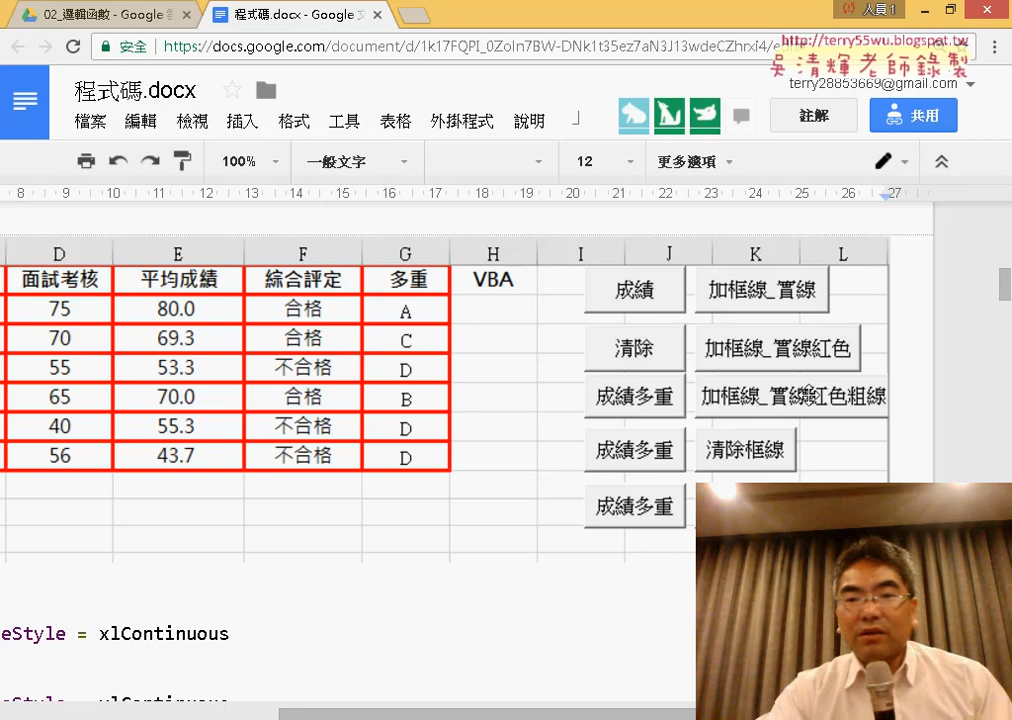 02_邏輯函數 - Google 雲
程式碼.docx - Google 文
人員 1
安全
https://docs.google.com/document/d/1k17FQPI_0Zoln7BW-DNk1t35ez7aN3J13wdeCZhrxi4/e
http://terry55wu.blogspot.tw
吳清輝老師錄製
程式碼.docx
terry28853669@gmail.com
檔案 編輯 檢視 插入 格式 工具 表格 外掛程式 說明
註解
共用
100% 一般文字 12 更多選項
8 9 10 11 12 13 14 15 16 17 18 19 20 21 22 23 24 25 26 27
D E F G H I J K L
面試考核 平均成績 綜合評定 多重 VBA
75 80.0 合格 A
70 69.3 合格 C
55 53.3 不合格 D
65 70.0 合格 B
40 55.3 不合格 D
56 43.7 不合格 D
成績 加框線_實線
清除 加框線_實線紅色
成績多重 加框線_實線紅色粗線
成績多重 清除框線
成績多重
eStyle = xlContinuous
eStyle = xlContinuous